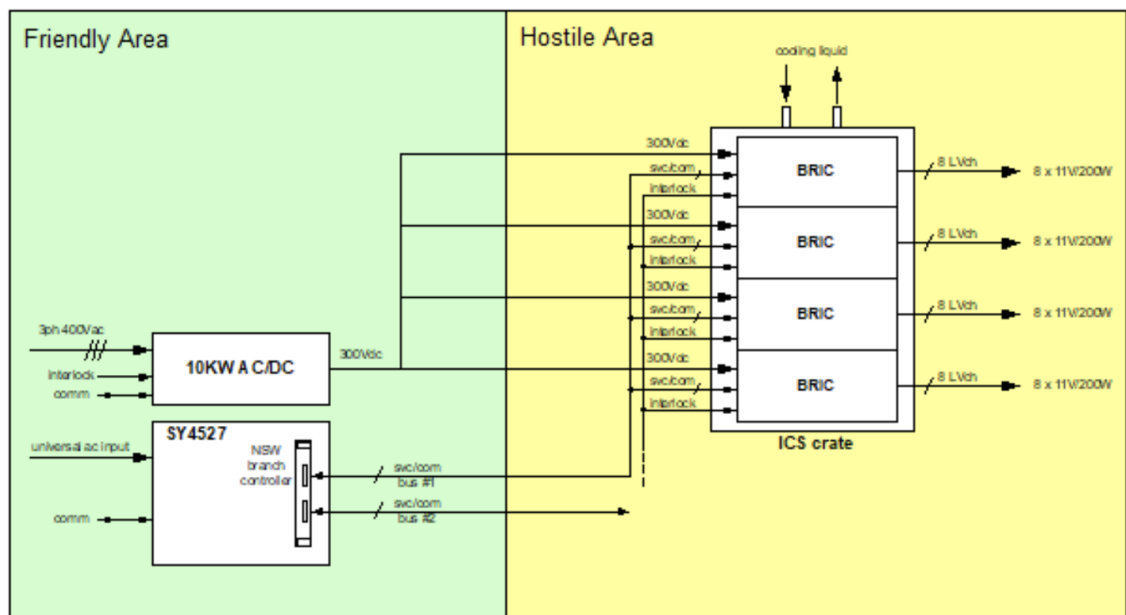 Friendly Area
Hostile Area
cooling liquid
300Vdc
svc/com
interlock
BRIC
8 LVch
8 x 11V/200W
300Vdc
svc/com
interlock
BRIC
8 LVch
8 x 11V/200W
300Vdc
svc/com
interlock
BRIC
8 LVch
8 x 11V/200W
300Vdc
svc/com
interlock
BRIC
8 LVch
8 x 11V/200W
ICS crate
3ph 400Vac
interlock
comm
10KW AC/DC
300Vdc
SY4527
universal ac input
comm
NSW
branch
controller
svc/com
bus #1
svc/com
bus #2